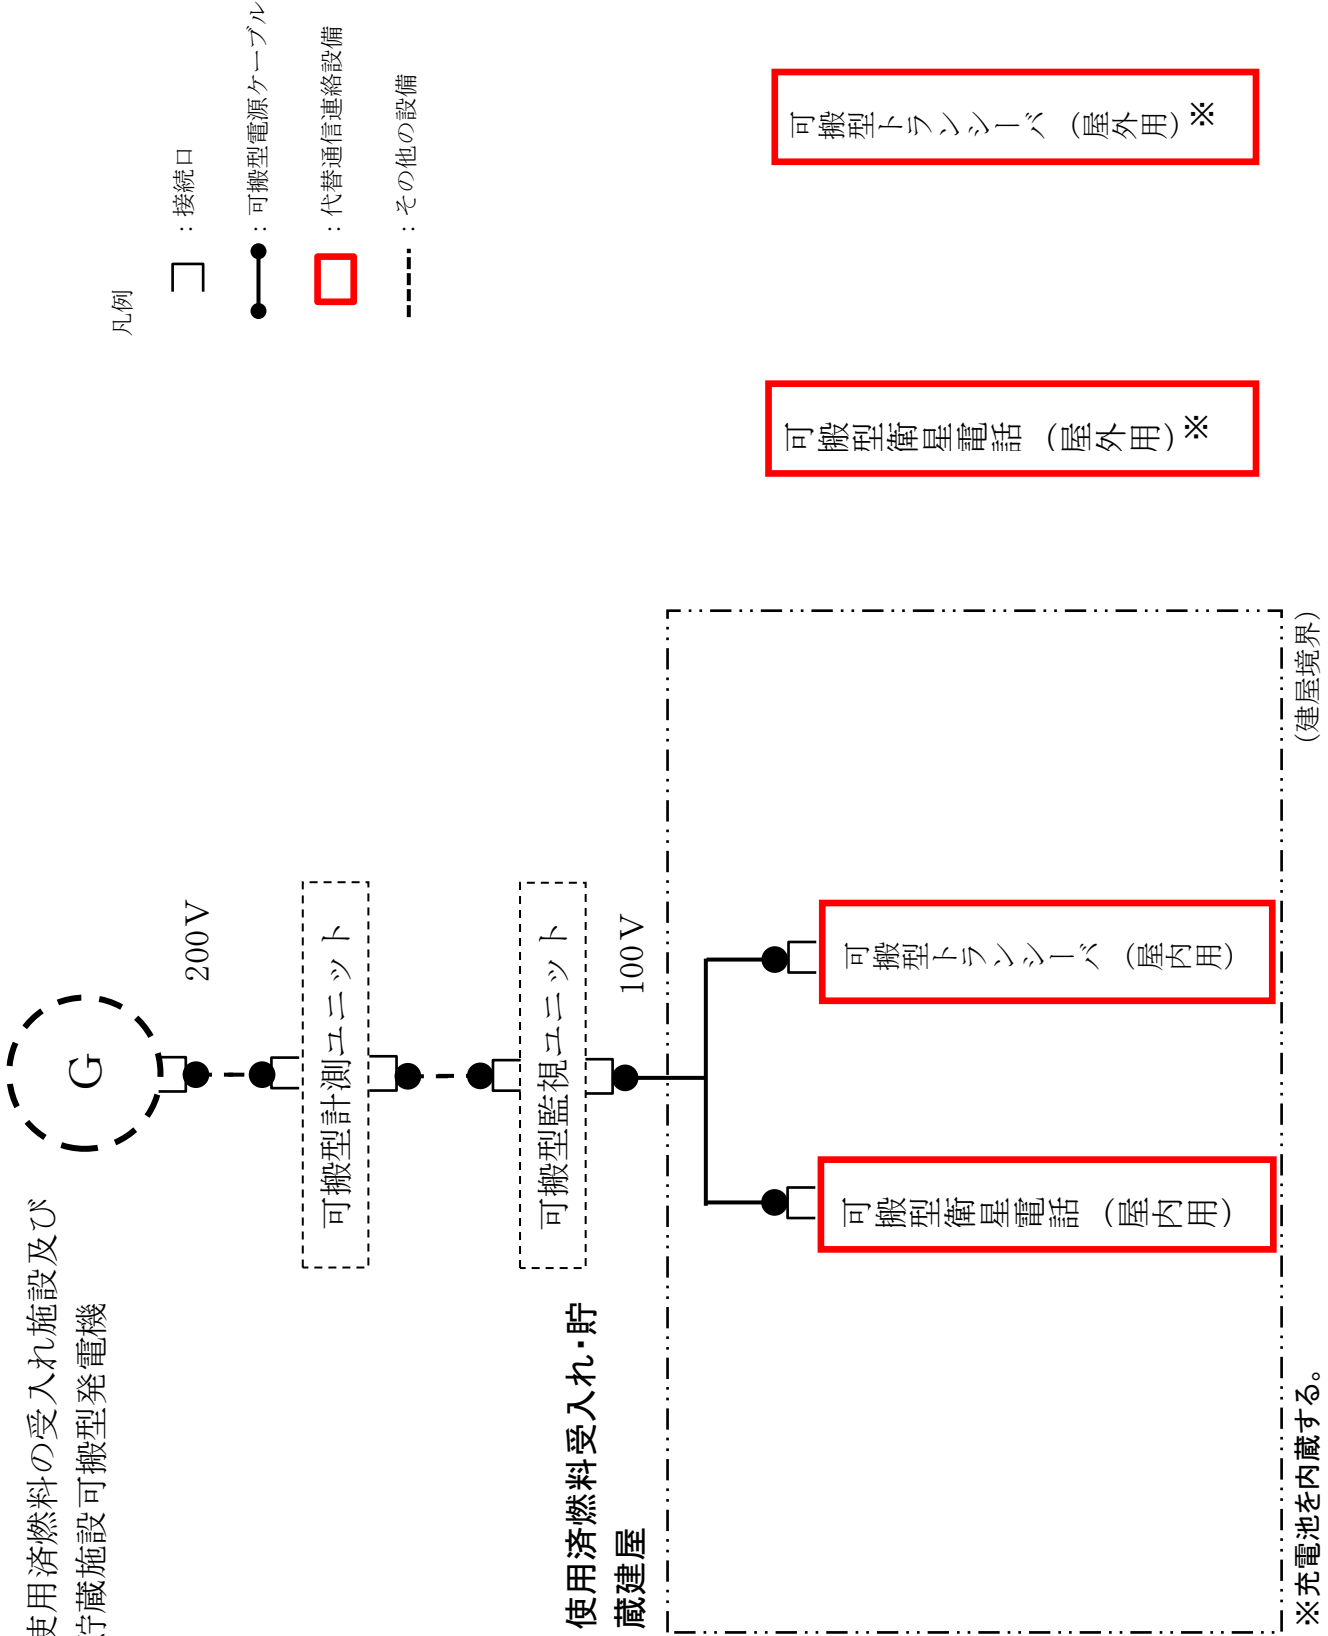 使用済燃料の受入れ施設及び
貯蔵施設可搬型発電機
G
200V
可搬型計測ユニット
可搬型監視ユニット
100V
使用済燃料受入れ・貯
蔵建屋
可搬型衛星電話（屋内用）
可搬型トランシーバ（屋内用）
可搬型衛星電話（屋外用）※
可搬型トランシーバ（屋外用）※
凡例
：接続口
：可搬型電源ケーブル
：代替通信連絡設備
：その他の設備
(建屋境界)
※充電池を内蔵する。